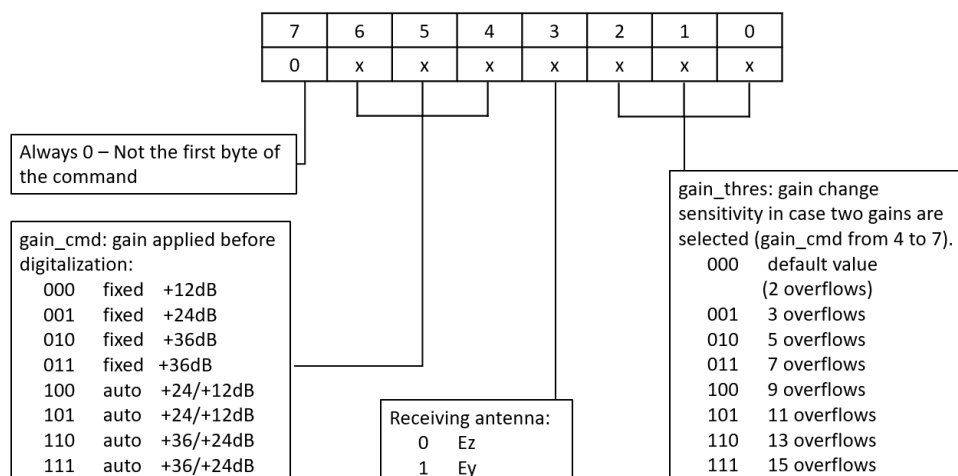 7 6 5 4 3 2 1 0
0 x x x x x x x
Always 0 – Not the first byte of
the command
gain_cmd: gain applied before
digitalization:
000 fixed +12dB
001 fixed +24dB
010 fixed +36dB
011 fixed +36dB
100 auto +24/+12dB
101 auto +24/+12dB
110 auto +36/+24dB
111 auto +36/+24dB
Receiving antenna:
0 Ez
1 Ey
gain_thres: gain change
sensitivity in case two gains are
selected (gain_cmd from 4 to 7).
000 default value
(2 overflows)
001 3 overflows
010 5 overflows
011 7 overflows
100 9 overflows
101 11 overflows
110 13 overflows
111 15 overflows